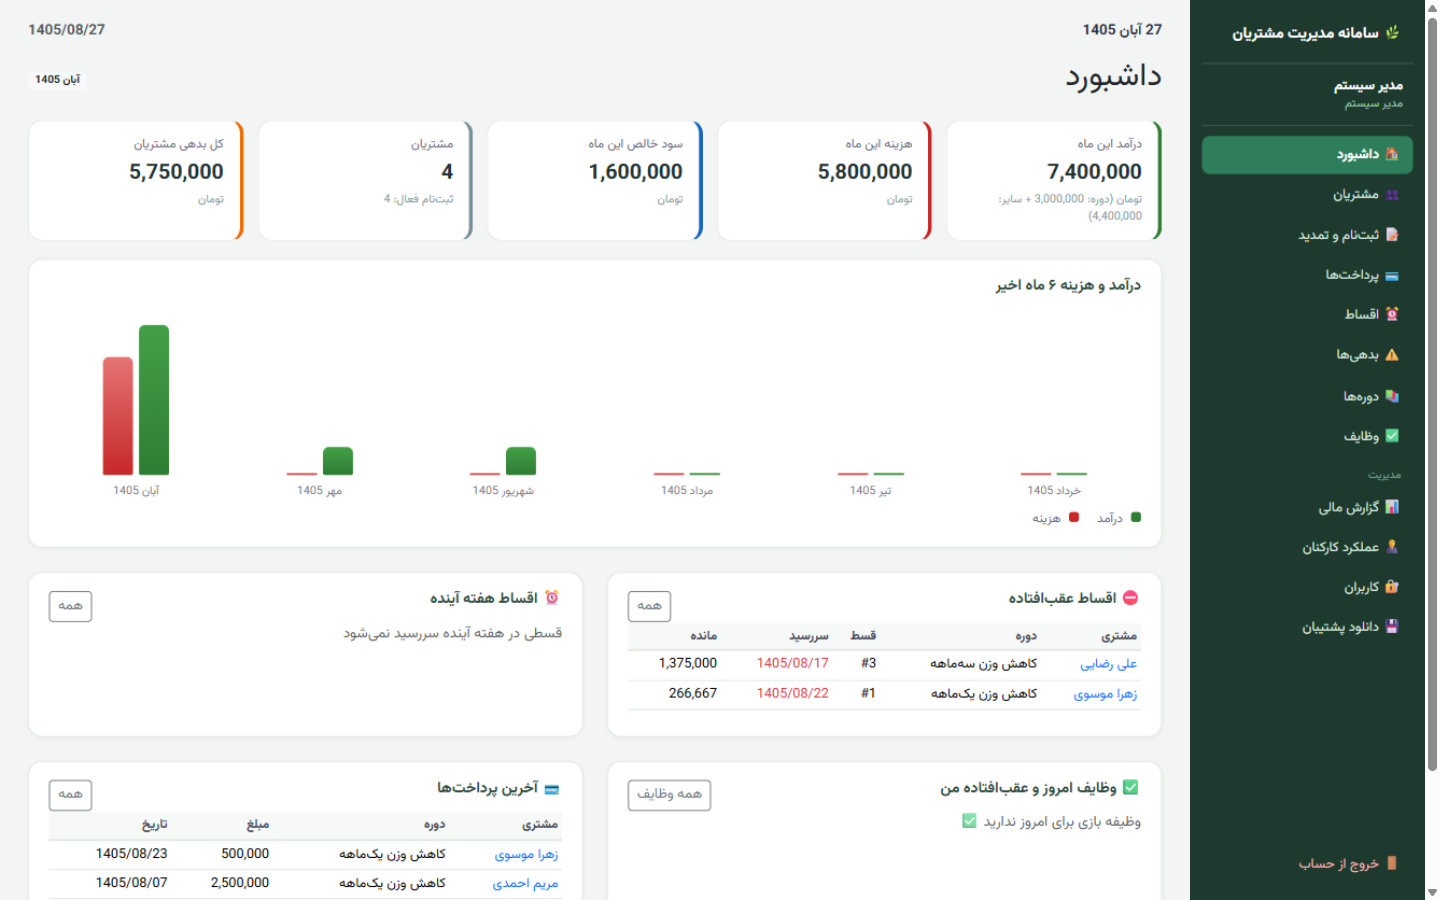 سامانه مدیریت مشتریان
مدیر سیستم
مدیر سیستم
داشبورد
مشتریان
ثبت‌نام و تمدید
پرداخت‌ها
اقساط
بدهی‌ها
دوره‌ها
وظایف
مدیریت
گزارش مالی
عملکرد کارکنان
کاربران
دانلود پشتیبان
خروج از حساب
27 آبان 1405
1405/08/27
داشبورد
آبان 1405
درآمد این ماه
7,400,000
تومان (دوره: 3,000,000 + سایر:
4,400,000)
هزینه این ماه
5,800,000
تومان
سود خالص این ماه
1,600,000
تومان
مشتریان
4
ثبت‌نام فعال: 4
کل بدهی مشتریان
5,750,000
تومان
درآمد و هزینه ۶ ماه اخیر
خرداد 1405
تیر 1405
مرداد 1405
شهریور 1405
مهر 1405
آبان 1405
درآمد
هزینه
اقساط عقب‌افتاده
همه
مشتری دوره قسط سررسید مانده
علی رضایی کاهش وزن سه‌ماهه #3 1405/08/17 1,375,000
زهرا موسوی کاهش وزن یک‌ماهه #1 1405/08/22 266,667
اقساط هفته آینده
همه
قسطی در هفته آینده سررسید نمی‌شود
وظایف امروز و عقب‌افتاده من
همه وظایف
وظیفه بازی برای امروز ندارید
آخرین پرداخت‌ها
همه
مشتری دوره مبلغ تاریخ
زهرا موسوی کاهش وزن یک‌ماهه 500,000 1405/08/23
مریم احمدی کاهش وزن یک‌ماهه 2,500,000 1405/08/07